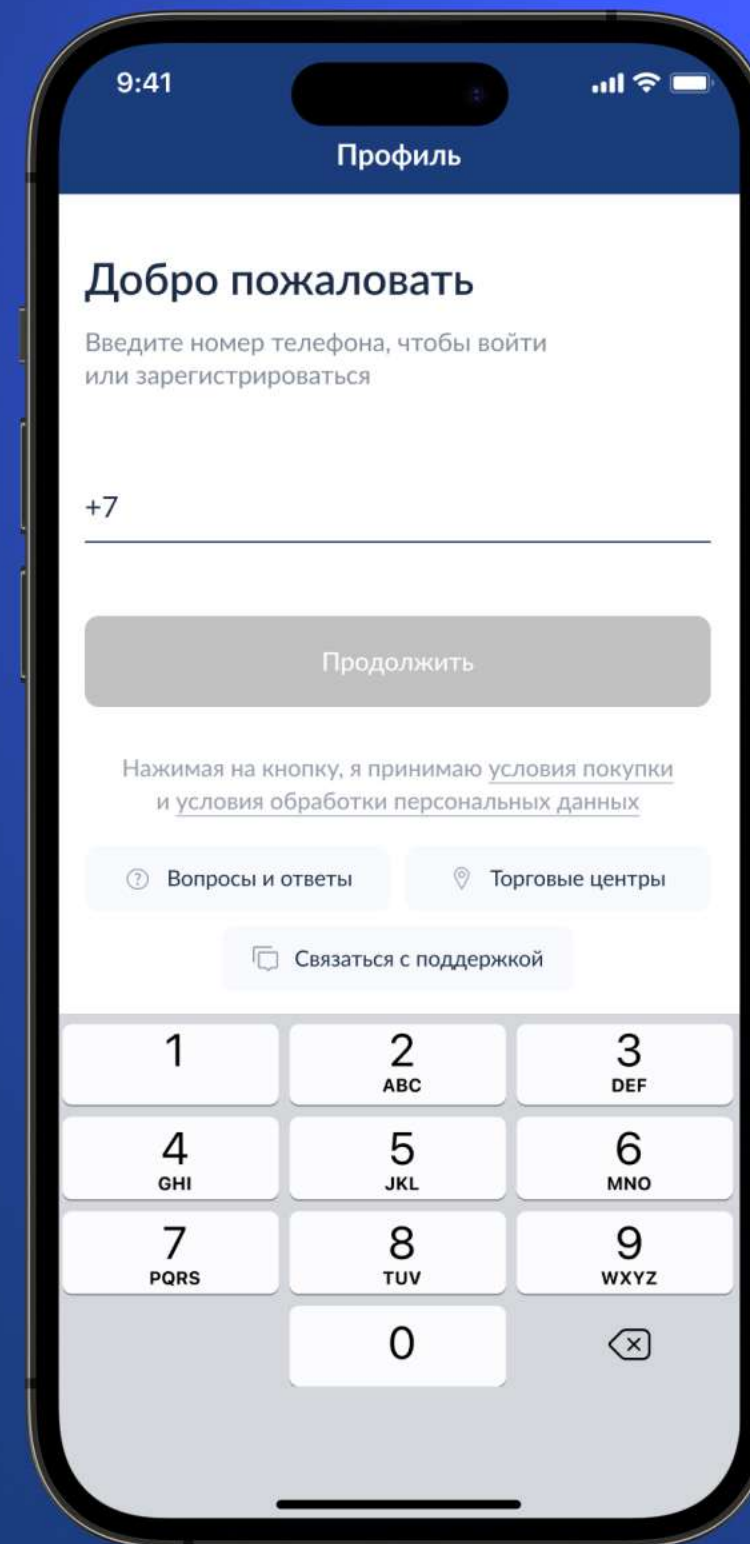 9:41
Профиль
Добро пожаловать
Введите номер телефона, чтобы войти
или зарегистрироваться
+7
Продолжить
Нажимая на кнопку, я принимаю условия покупки
и условия обработки персональных данных
Вопросы и ответы
Торговые центры
Связаться с поддержкой
1
2
3
ABC
DEF
4
5
6
GHI
JKL
MNO
7
8
9
PQRS
TUV
WXYZ
0